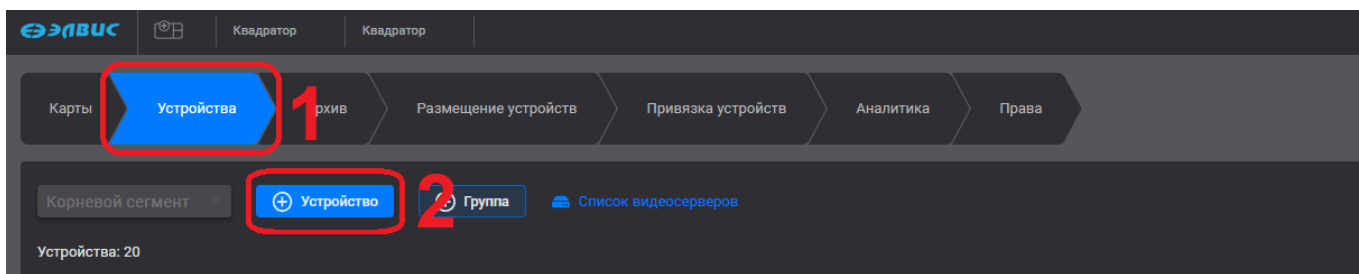 ЭЛВИС Квадратор Квадратор
Карты Устройства 1 рхив Размещение устройств Привязка устройств Аналитика Права
Корневой сегмент Устройство 2 Группа Список видеосерверов
Устройства: 20